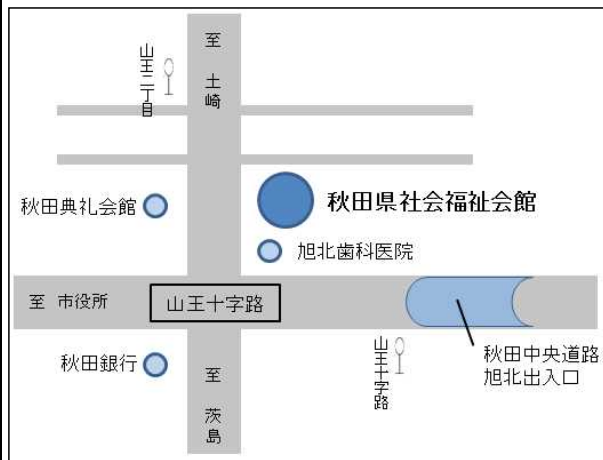 至 土崎
山王二丁目
秋田典礼会館
秋田県社会福祉会館
旭北歯科医院
至 市役所
山王十字路
秋田銀行
至 茨島
山王十字路
秋田中央道路
旭北出入口